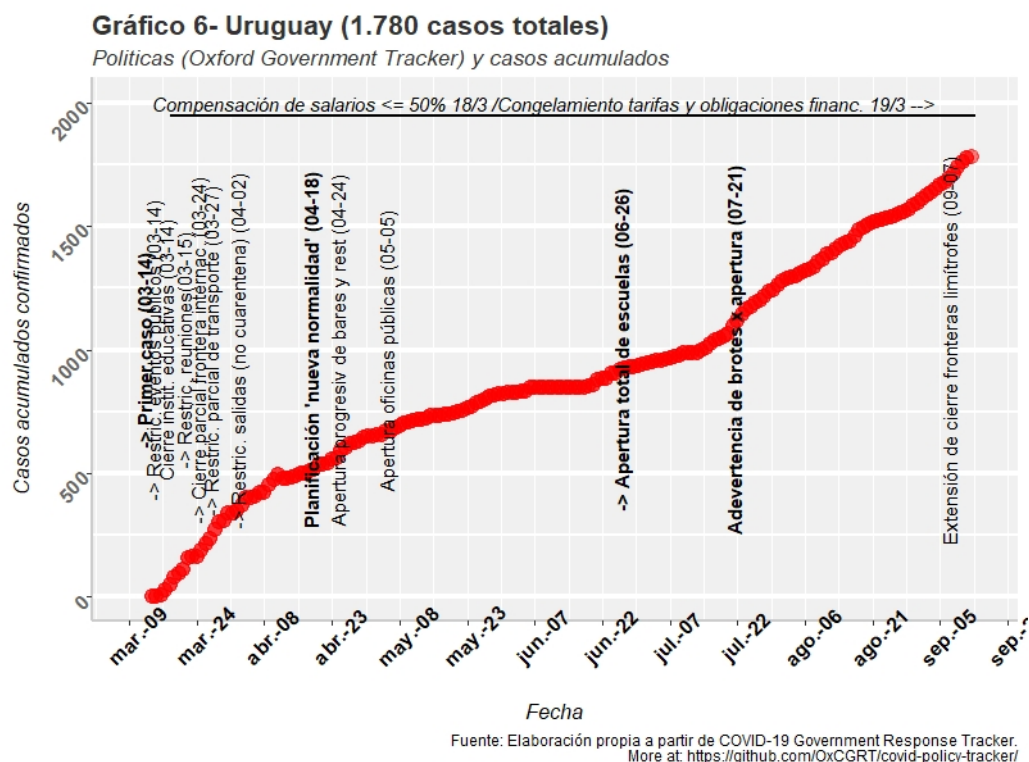 Gráfico 6- Uruguay (1.780 casos totales)
Politicas (Oxford Government Tracker) y casos acumulados
Compensación de salarios <= 50% 18/3 /Congelamiento tarifas y obligaciones financ. 19/3 -->
Casos acumulados confirmados
2000
1500
1000
500
0
-> Primer caso (03-14)
-> Restric. eventos públicos (03-14)
Cierre instit. educativas (03-14)
-> Restric. reuniones(03-15)
-> Cierre parcial frontera internac. (03-24)
-> Restric. parcial de transporte (03-27)
-> Restric. salidas (no cuarentena) (04-02)
Planificación 'nueva normalidad' (04-18)
Apertura progresiv de bares y rest (04-24)
Apertura oficinas públicas (05-05)
-> Apertura total de escuelas (06-26)
Adevertencia de brotes x apertura (07-21)
Extensión de cierre fronteras limítrofes (09-07)
mar.-09
mar.-24
abr.-08
abr.-23
may.-08
may.-23
jun.-07
jun.-22
jul.-07
jul.-22
ago.-06
ago.-21
sep.-05
Fecha
Fuente: Elaboración propia a partir de COVID-19 Government Response Tracker.
More at: https://github.com/OxCGRT/covid-policy-tracker/